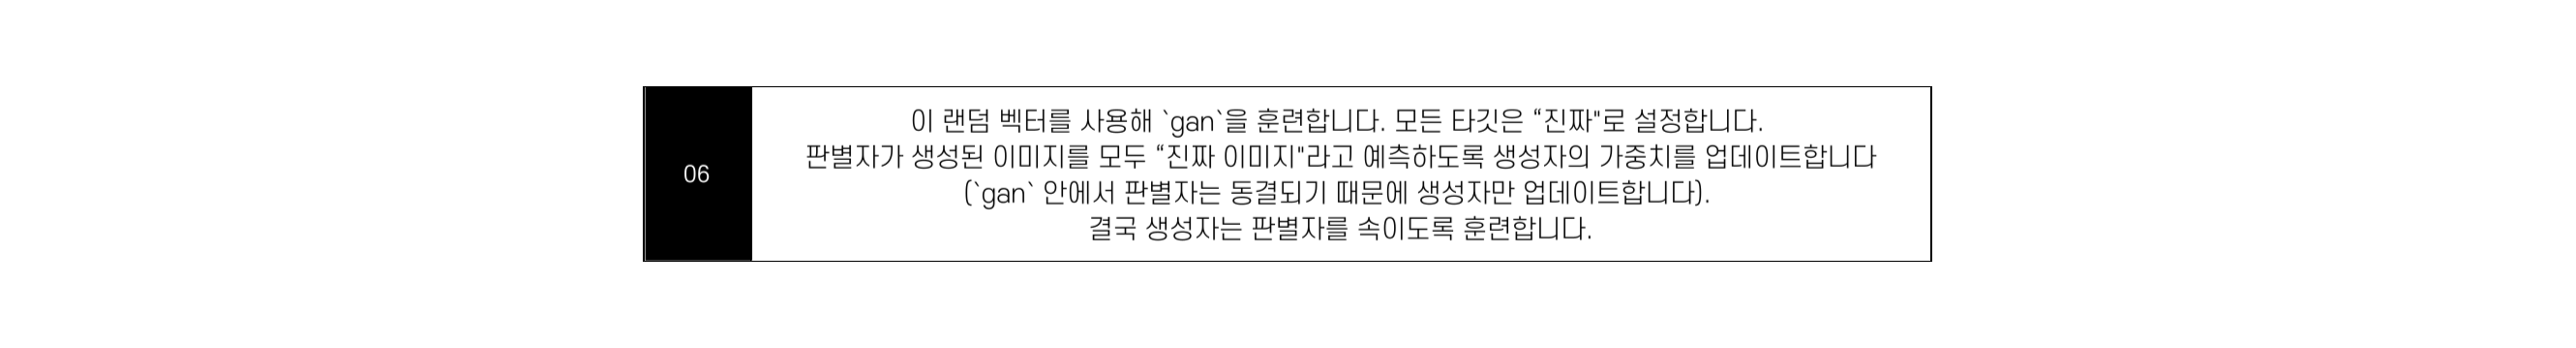 06
이 랜덤 벡터를 사용해 `gan`을 훈련합니다. 모든 타깃은 “진짜"로 설정합니다.
판별자가 생성된 이미지를 모두 “진짜 이미지"라고 예측하도록 생성자의 가중치를 업데이트합니다
(`gan` 안에서 판별자는 동결되기 때문에 생성자만 업데이트합니다).
결국 생성자는 판별자를 속이도록 훈련합니다.